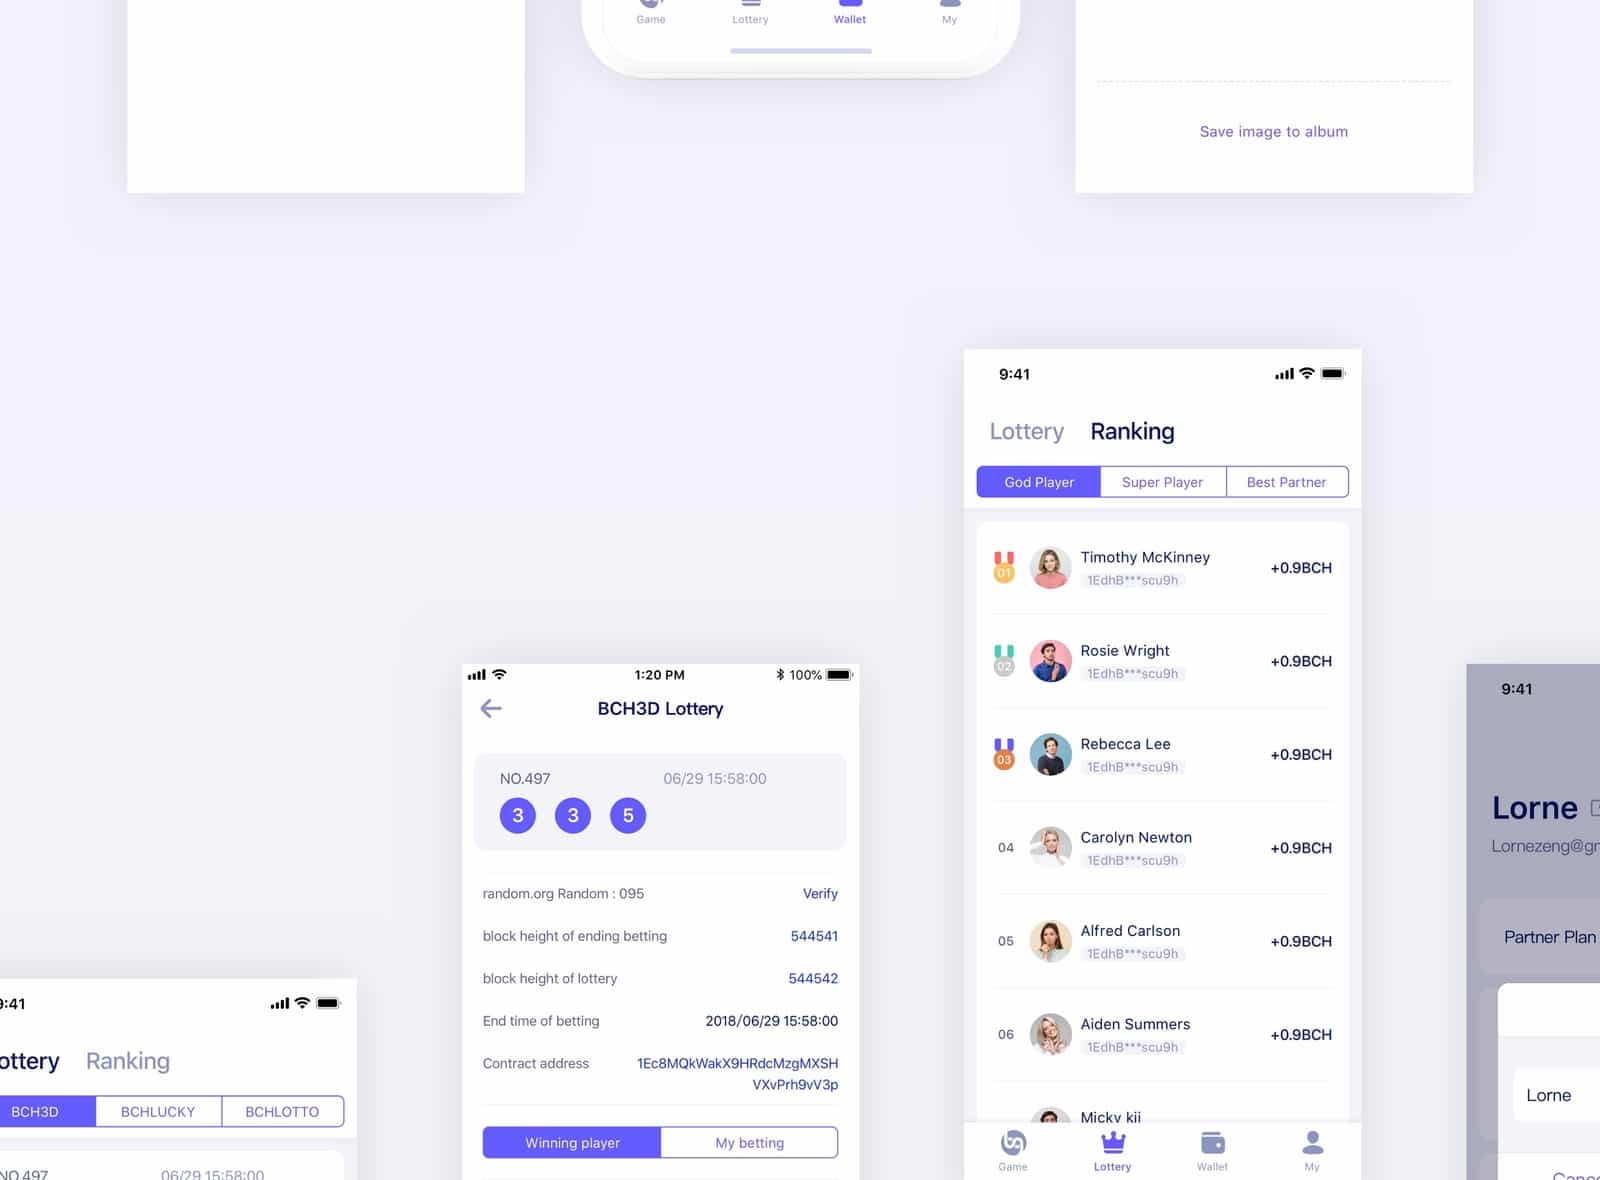 Game Lottery Wallet My
Save image to album
9:41
Lottery Ranking
God Player Super Player Best Partner
01 Timothy McKinney +0.9BCH
1EdhB***scu9h
02 Rosie Wright +0.9BCH
1EdhB***scu9h
03 Rebecca Lee +0.9BCH
1EdhB***scu9h
04 Carolyn Newton +0.9BCH
1EdhB***scu9h
05 Alfred Carlson +0.9BCH
1EdhB***scu9h
06 Aiden Summers +0.9BCH
1EdhB***scu9h
Micky kii
Game Lottery Wallet My
1:20 PM 100%
BCH3D Lottery
NO.497 06/29 15:58:00
3 3 5
random.org Random : 095 Verify
block height of ending betting 544541
block height of lottery 544542
End time of betting 2018/06/29 15:58:00
Contract address 1Ec8MQkWakX9HRdcMzgMXSH
VXvPrh9vV3p
Winning player My betting
9:41
ottery Ranking
BCH3D BCHLUCKY BCHLOTTO
NO.497 06/29 15:58:00
9:41
Lorne
Lornezeng@gm
Partner Plan
Lorne